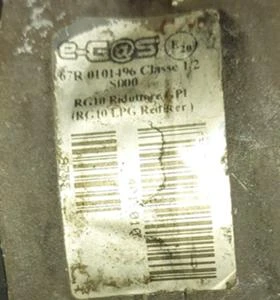 e-G@S E20
67R 0101496 Classe 1/2
S000
RG10 Riduttore GPl
(RG10 LPG Reducer)